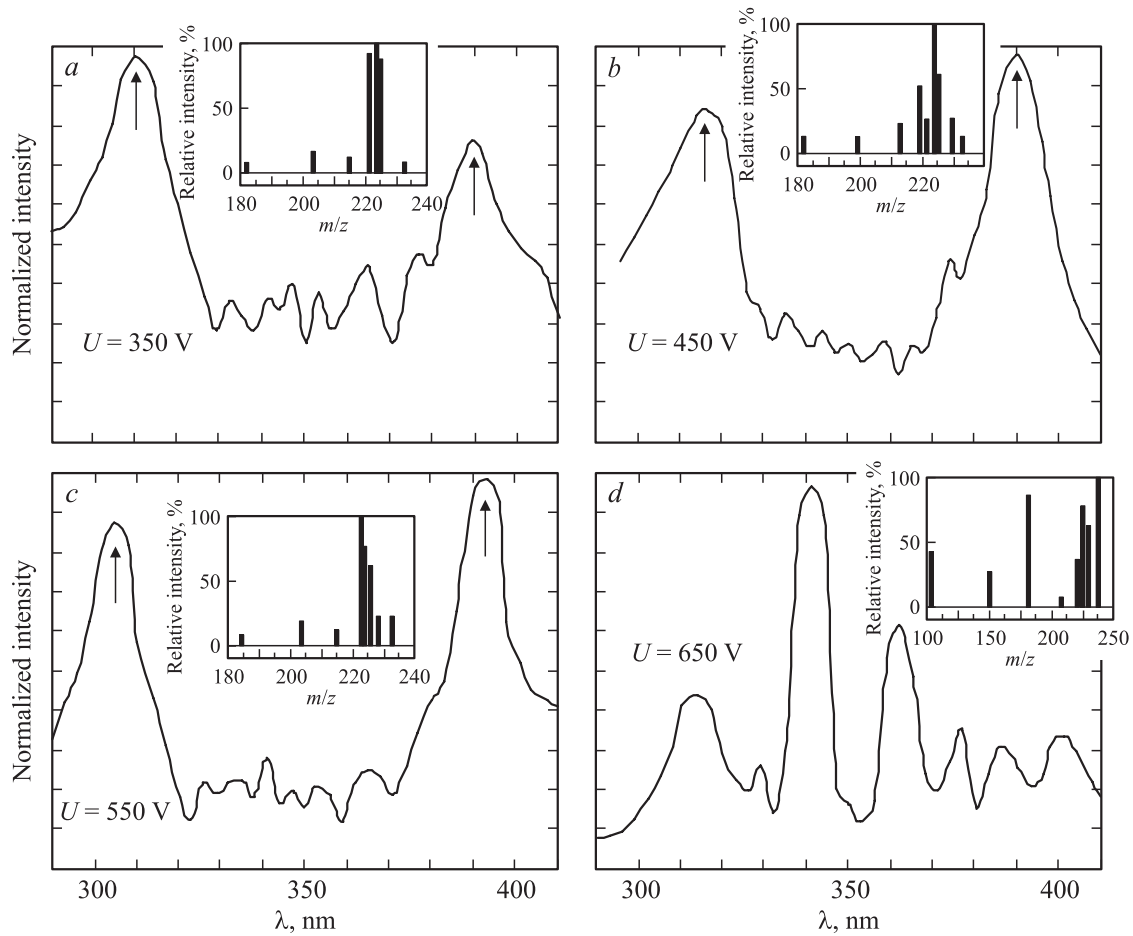 a
Relative intensity, %
100
50
0
180 200 220 240
m/z
U = 350 V
Normalized intensity
b
Relative intensity, %
100
50
0
180 200 220
m/z
U = 450 V
c
Relative intensity, %
100
50
0
180 200 220 240
m/z
U = 550 V
Normalized intensity
300 350 400
λ, nm
d
Relative intensity, %
100
50
0
100 150 200 250
m/z
U = 650 V
300 350 400
λ, nm